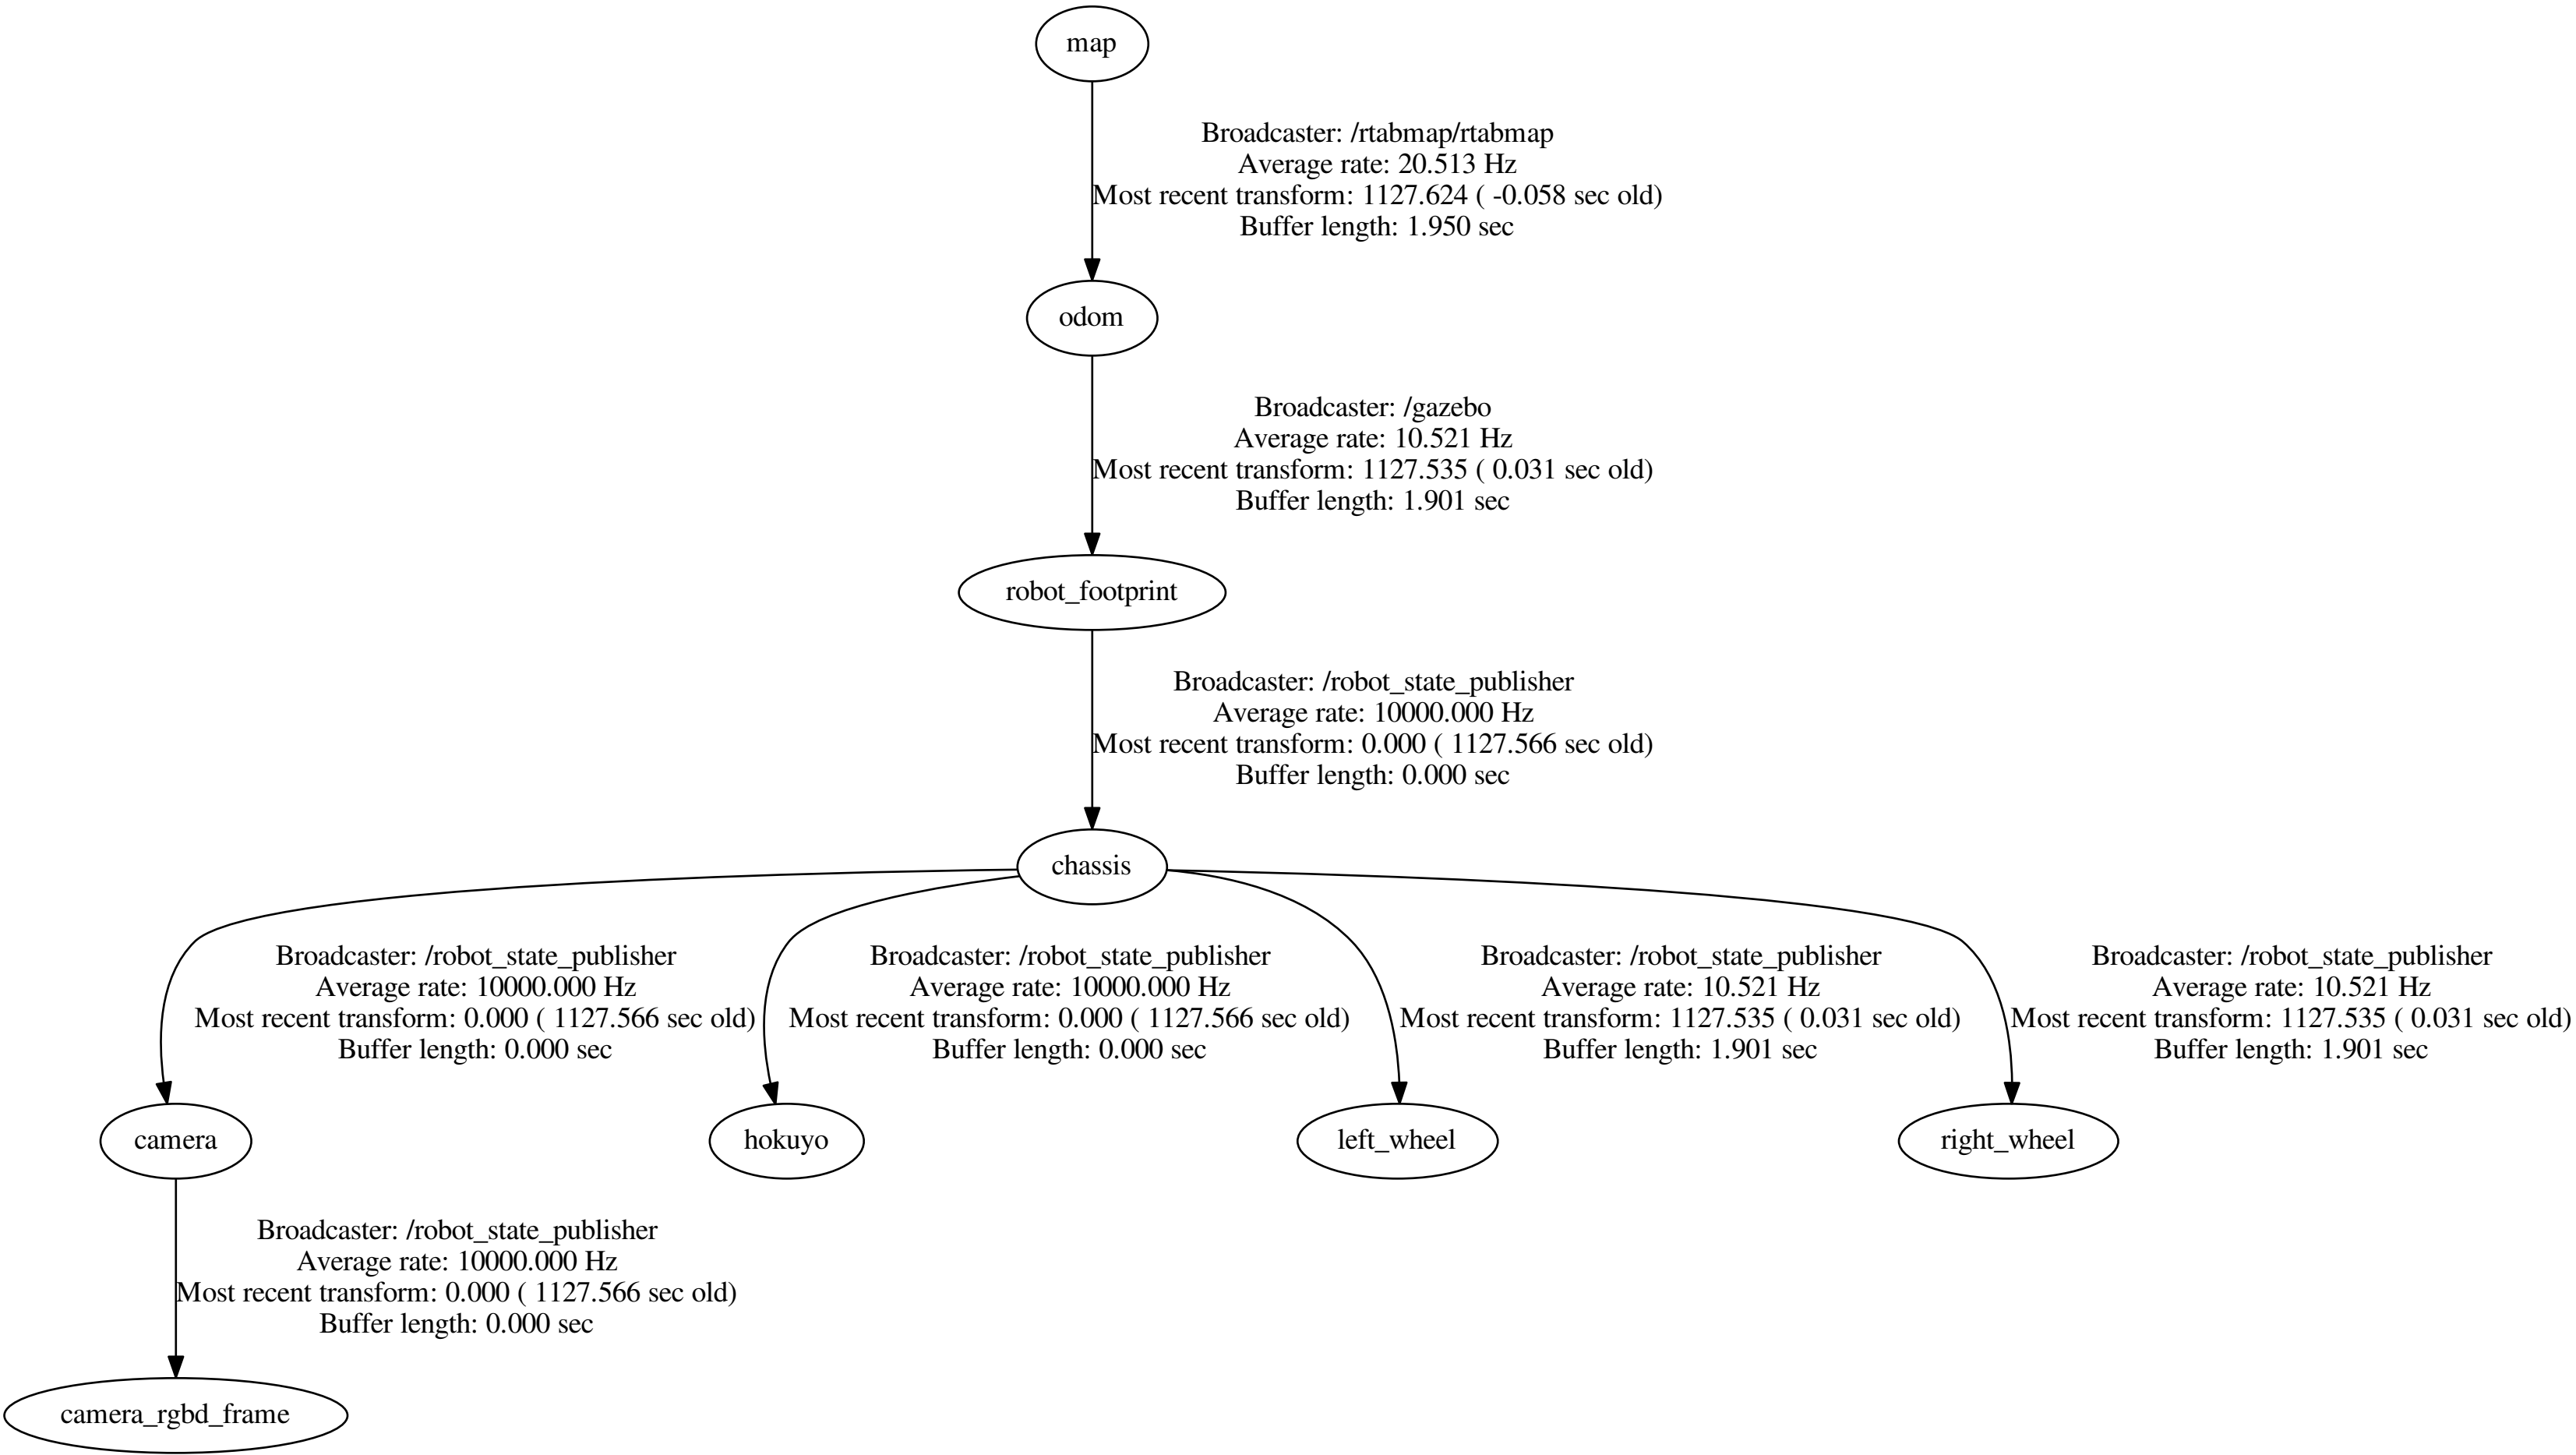 map
Broadcaster: /rtabmap/rtabmap
Average rate: 20.513 Hz
Most recent transform: 1127.624 ( -0.058 sec old)
Buffer length: 1.950 sec
odom
Broadcaster: /gazebo
Average rate: 10.521 Hz
Most recent transform: 1127.535 ( 0.031 sec old)
Buffer length: 1.901 sec
robot_footprint
Broadcaster: /robot_state_publisher
Average rate: 10000.000 Hz
Most recent transform: 0.000 ( 1127.566 sec old)
Buffer length: 0.000 sec
chassis
Broadcaster: /robot_state_publisher
Average rate: 10000.000 Hz
Most recent transform: 0.000 ( 1127.566 sec old)
Buffer length: 0.000 sec
Broadcaster: /robot_state_publisher
Average rate: 10000.000 Hz
Most recent transform: 0.000 ( 1127.566 sec old)
Buffer length: 0.000 sec
Broadcaster: /robot_state_publisher
Average rate: 10.521 Hz
Most recent transform: 1127.535 ( 0.031 sec old)
Buffer length: 1.901 sec
Broadcaster: /robot_state_publisher
Average rate: 10.521 Hz
Most recent transform: 1127.535 ( 0.031 sec old)
Buffer length: 1.901 sec
camera
hokuyo
left_wheel
right_wheel
Broadcaster: /robot_state_publisher
Average rate: 10000.000 Hz
Most recent transform: 0.000 ( 1127.566 sec old)
Buffer length: 0.000 sec
camera_rgbd_frame